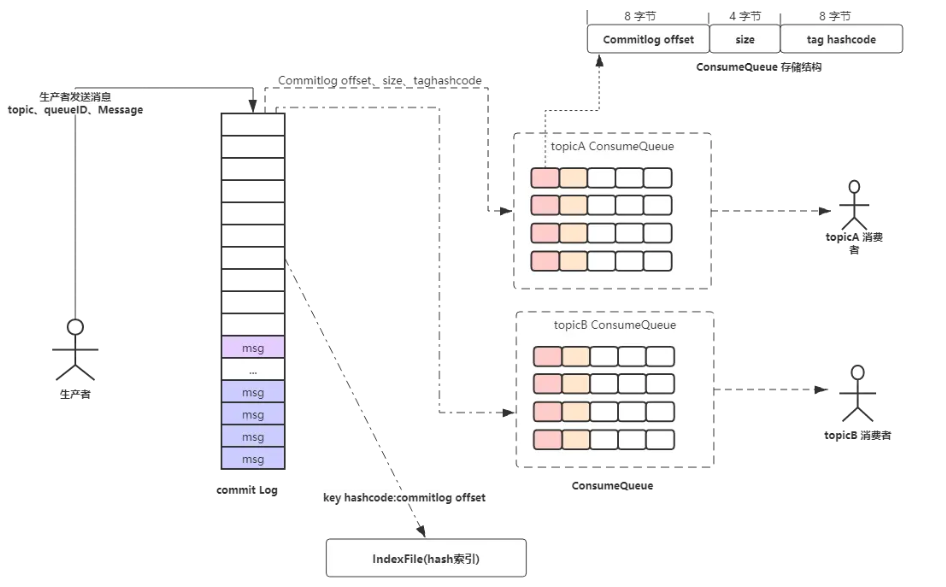 8 字节
4 字节
8 字节
Commitlog offset
size
tag hashcode
ConsumeQueue 存储结构
Commitlog offset、size、taghashcode
生产者发送消息
topic、queueID、Message
topicA ConsumeQueue
topicA 消费
者
topicB ConsumeQueue
msg
...
msg
msg
msg
msg
生产者
topicB 消费者
commit Log
ConsumeQueue
key hashcode:commitlog offset
IndexFile(hash索引)